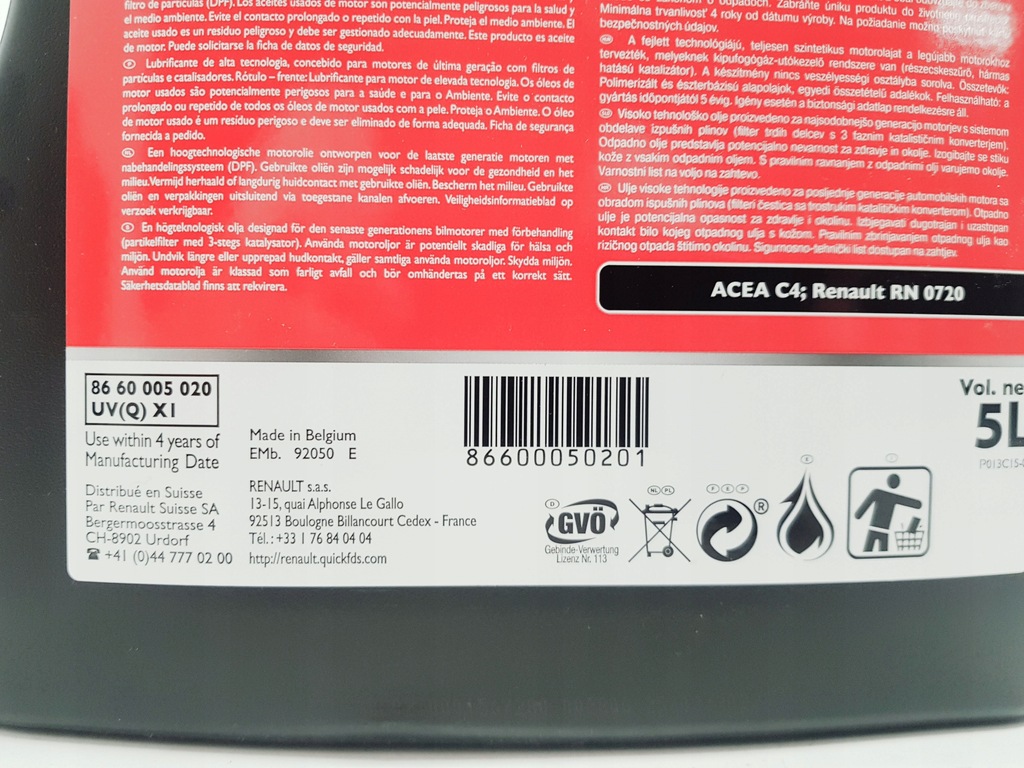 filtro de partículas (DPF). Los aceites usados de motor son potencialmente peligrosos para la salud y
el medio ambiente. Evite el contacto prolongado o repetido con la piel. Proteja el medio ambiente. El
aceite usado es un residuo peligroso y debe ser gestionado adecuadamente. Este producto es aceite
de motor. Puede solicitarse la ficha de datos de seguridad.
P Lubrificante de alta tecnologia, concebido para motores de última geração com filtros de
partículas e catalisadores. Rótulo – frente: Lubrificante para motor de elevada tecnologia. Os óleos de
motor usados são potencialmente perigosos para a saúde e para o Ambiente. Evite o contacto
prolongado ou repetido de todos os óleos de motor usados com a pele. Proteja o Ambiente. O óleo
de motor usado é um resíduo perigoso e deve ser eliminado de forma adequada. Ficha de segurança
fornecida a pedido.
NL Een hoogtechnologische motorolie ontworpen voor de laatste generatie motoren met
nabehandelingssysteem (DPF). Gebruikte oliën zijn mogelijk schadelijk voor de gezondheid en het
milieu. Vermijd herhaald of langdurig huidcontact met gebruikte oliën. Bescherm het milieu. Gebruikte
oliën en verpakkingen uitsluitend via toegestane kanalen afvoeren. Veiligheidsinformatieblad op
verzoek verkrijgbaar.
S En högteknologisk olja designad för den senaste generationens bilmotorer med förbehandling
(partikelfilter med 3-stegs katalysator). Använda motoroljor är potentiellt skadliga för hälsa och
miljön. Undvik längre eller upprepad hudkontakt, gäller samtliga använda motoroljor. Skydda miljön.
Använd motorolja är klassad som farligt avfall och bör omhändertas på ett korrekt sätt.
Säkerhetsdatablad finns att rekvirera.
o odpadoch. Zabráňte úniku produktu do životného
Minimálna trvanlivosť 4 roky od dátumu výroby. Na požiadanie možno poskytnúť
bezpečnostných údajov.
A fejlett technológiájú, teljesen szintetikus motorolajat a legújabb motorokhoz
tervezték, melyeknek kipufogógáz-utókezelő rendszere van (részecskeszűrő, hármas
hatású katalizátor). A készítmény nincs veszélyességi osztályba sorolva. Összetevők:
Polimerizált és észterbázisú alapolajok, egyedi összetételű adalékok. Felhasználható: a
gyártás időpontjától 5 évig. Igény esetén a biztonsági adatlap rendelkezésre áll.
Visoko tehnološko olje proizvedeno za najsodobnejšo generacijo motorjev s sistemom
obdelave izpušnih plinov (filter trdih delcev s 3 faznim katalističnim konverterjem).
Odpadno olje predstavlja potencialno nevarnost za zdravje in okolje. Izogibajte se stiku
kože z vsakim odpadnim oljem. S pravilnim ravnanjem z odpadnimi olji varujemo okolje.
Varnostni list na voljo na zahtevo.
Ulje visoke tehnologije proizvedeno za posljednje generacije automobilskih motora sa
obradom ispušnih plinova (filteri čestica sa trostrukim katalitičkim konverterom). Otpadno
ulje je potencijalna opasnost za zdravlje i okolinu. Izbjegavati dugotrajan i uzastopan
kontakt bilo kojeg otpadnog ulja s kožom. Pravilnim zbrinjavanjem otpadnog ulja kao
rizičnog otpada štitimo okolinu. Sigurnosno-tehnički list dostupan na zahtjev.
ACEA C4; Renault RN 0720
86 60 005 020
UV(Q) X1
Use within 4 years of
Manufacturing Date
Distribué en Suisse
Par Renault Suisse SA
Bergermoosstrasse 4
CH-8902 Urdorf
☎ +41 (0)44 777 0 200
Made in Belgium
EMb. 92050 E
RENAULT s.a.s.
13-15, quai Alphonse Le Gallo
92513 Boulogne Billancourt Cedex - France
Tél.: +33 1 76 84 04 04
http://renault.quickfds.com
86600050201
Vol. ne
5L
P013C15-
D
GVÖ
Gebinde-Verwertung
Lizenz Nr. 113
NL PL
F E P
®